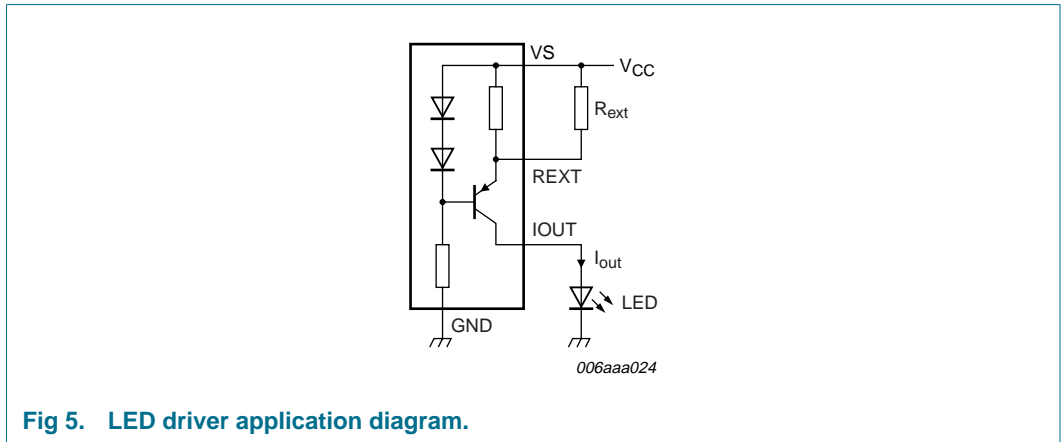 VS
VCC
Rext
REXT
IOUT
Iout
LED
GND
006aaa024
Fig 5. LED driver application diagram.